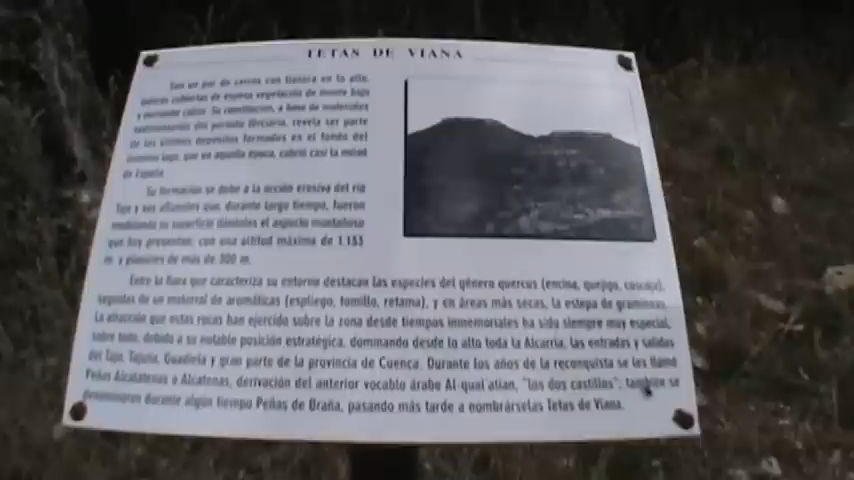 TETAS DE VIANA
Son un par de cerros con llanura en lo alto,
cubiertas de espesa vegetación de monte bajo
Su constitución, a base de materiales
sedimentarios del período terciario, revela ser parte
de los últimos depósitos formados en el fondo del
lago, que en aquella época, cubrió casi la mitad
de España.
Su formación se debe a la acción erosiva del río
Tajo y sus afluentes que, durante largo tiempo, fueron
su superficie dándoles el aspecto montañoso
que hoy presentan; con una altitud máxima de 1.153
m. y planicies de más de 300 m.
Entre la flora que caracteriza su entorno destacan las especies del género quercus (encina, quejigo, coscoja),
seguidas de un matorral de aromáticas (espliego, tomillo, retama), y en áreas más secas, la estepa de gramíneas.
La atracción que estas rocas han ejercido sobre la zona desde tiempos inmemoriales ha sido siempre muy especial,
sobre todo, debido a su notable posición estratégica, dominando desde lo alto toda la Alcarria, las entradas y salidas
del Tajo, Tajuña, Guadiela y gran parte de la provincia de Cuenca. Durante los años de la reconquista se les llamó
Peñas Alcalatenas o Alcatenas, derivación del anterior vocablo árabe Al-qual'atian, "los dos castillos"; también se
denominaron durante algún tiempo Peñas de Braña, pasando más tarde a nombrárselas Tetas de Viana.